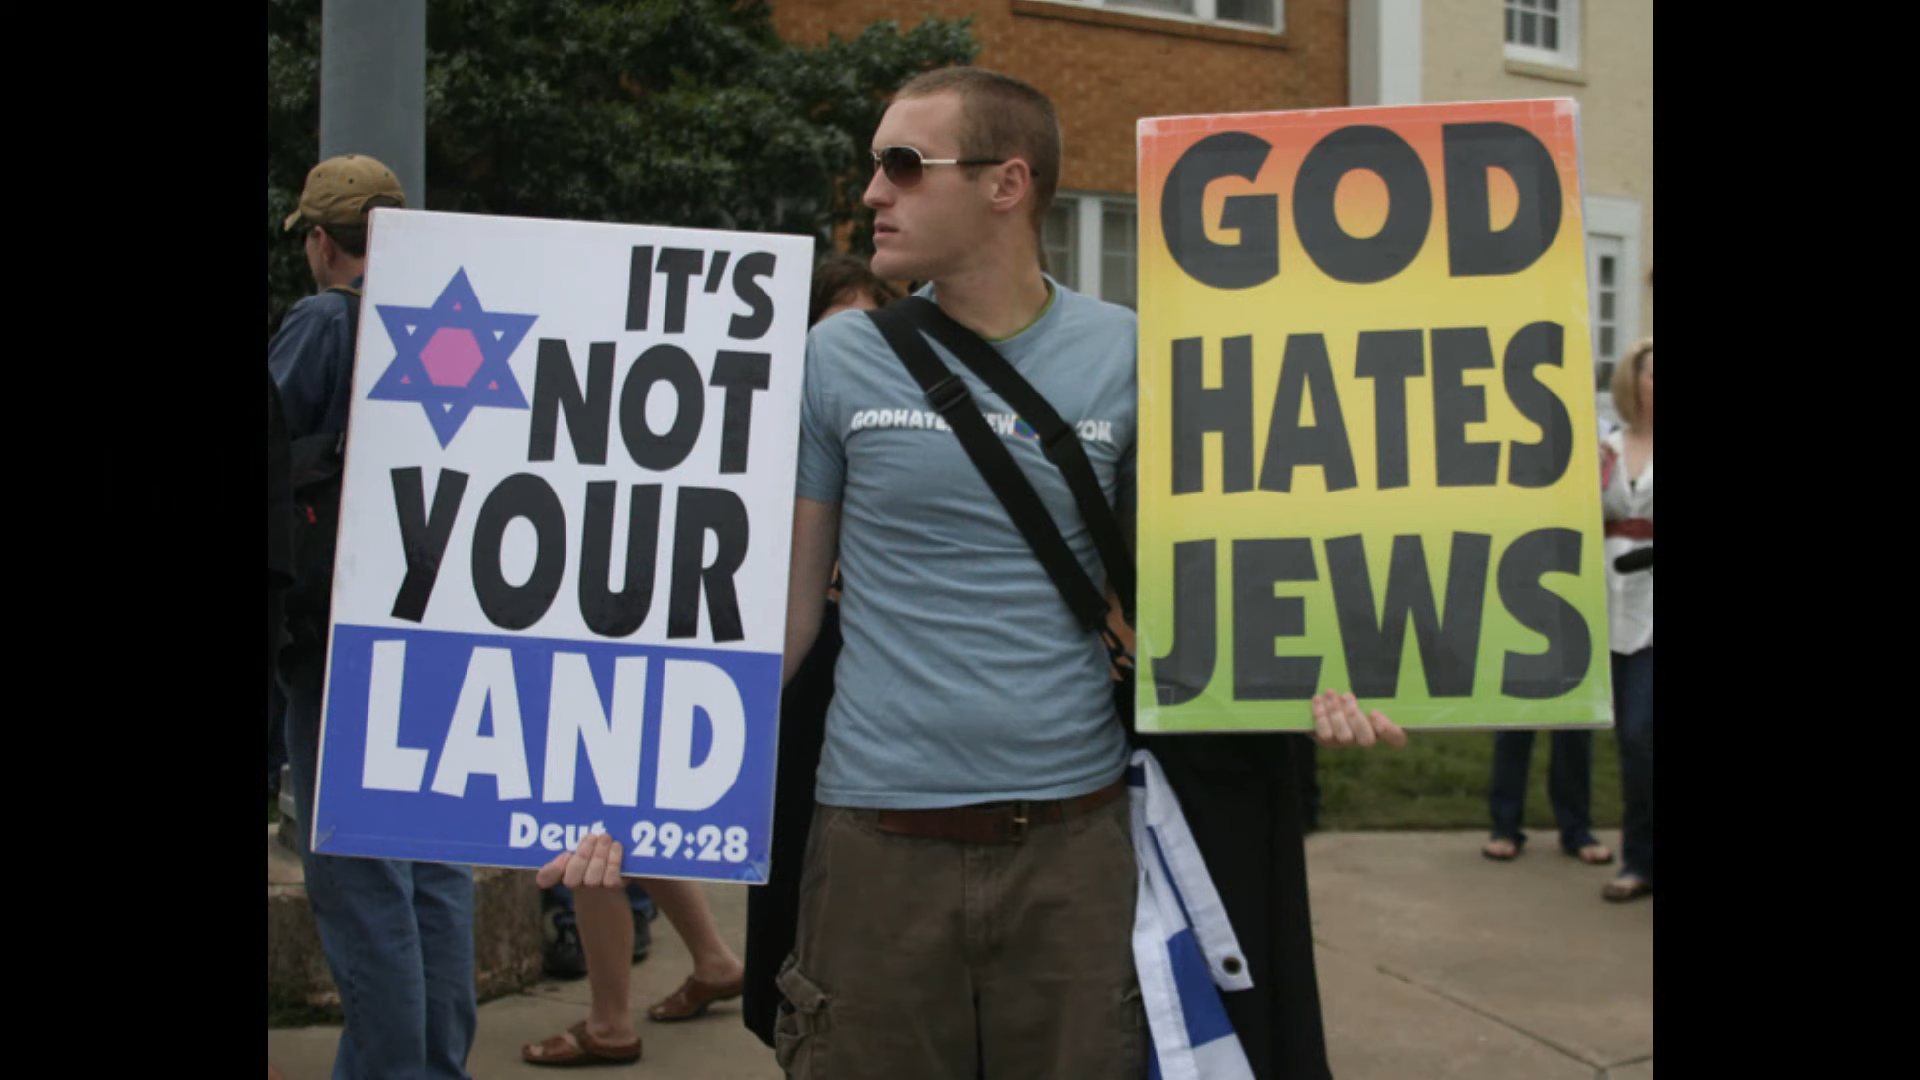 IT'S
NOT
YOUR
LAND
Deut. 29:28
GOD
HATES
JEWS